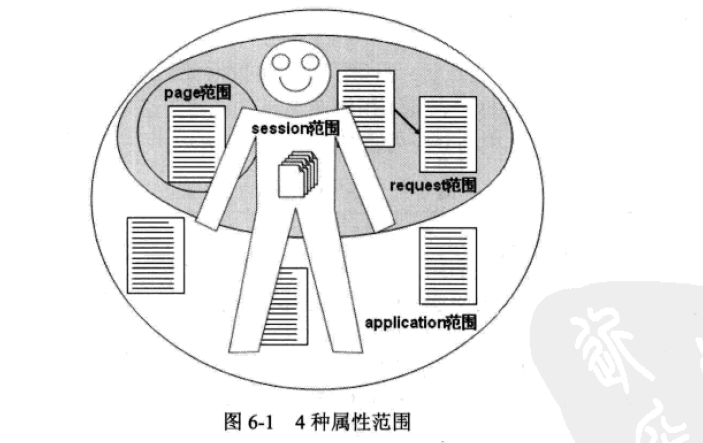 page范围
session范围
request范围
application范围
图 6-1 4 种属性范围